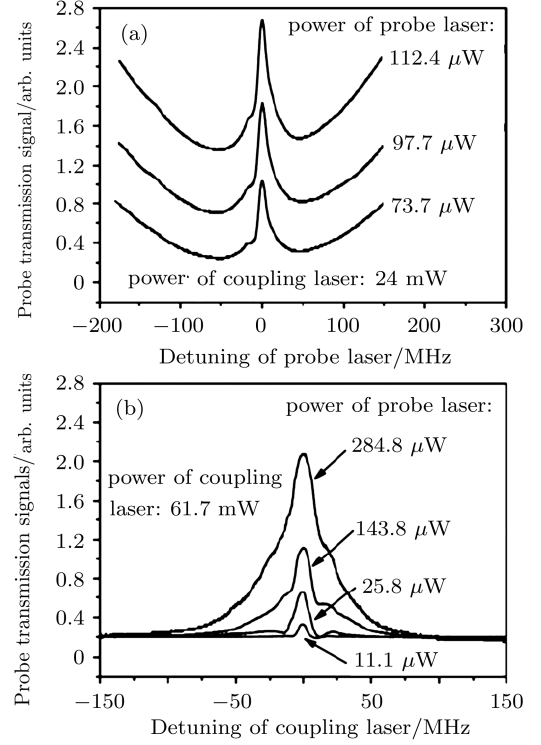 2.8
(a)
power of probe laser:
2.4
112.4 μW
2.0
1.6
97.7 μW
1.2
0.8
73.7 μW
0.4
power of coupling laser: 24 mW
0
−200
−100
0
100
200
300
Probe transmission signal/arb. units
Detuning of probe laser/MHz
2.8
(b)
power of probe laser:
2.4
284.8 μW
2.0
power of coupling
laser: 61.7 mW
1.6
143.8 μW
1.2
0.8
25.8 μW
0.4
11.1 μW
0
−150
−50
50
150
Probe transmission signals/arb. units
Detuning of coupling laser/MHz